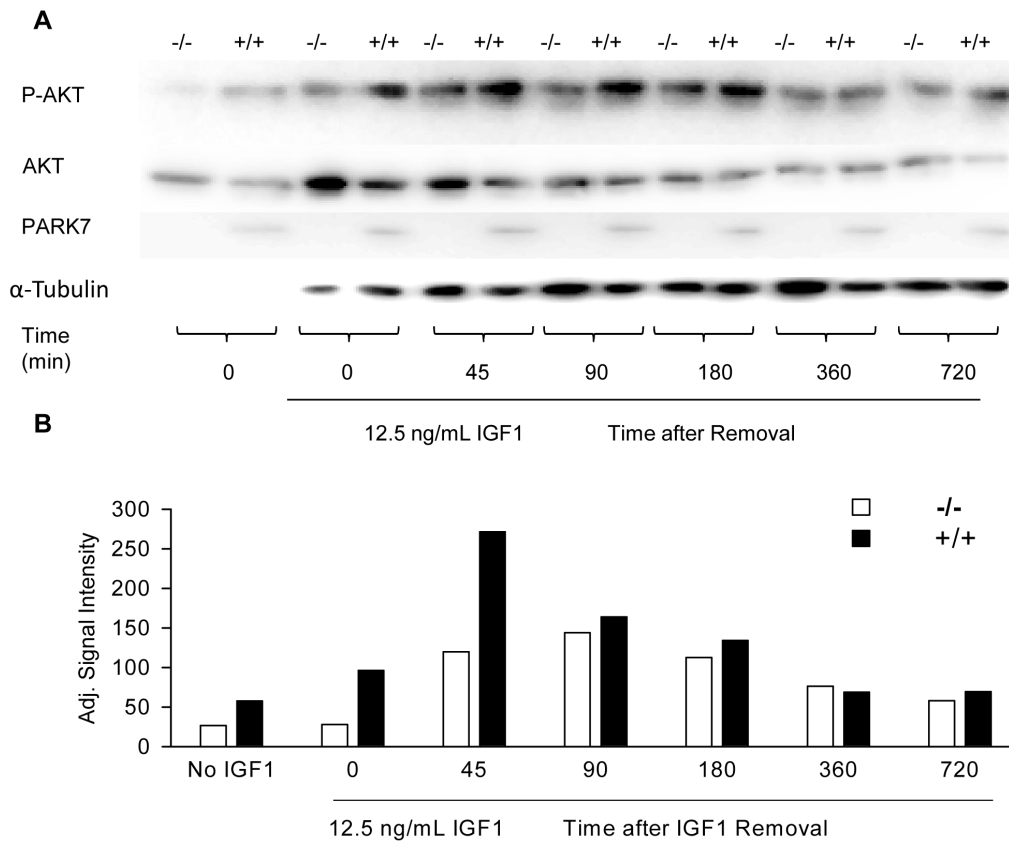 A
-/- +/+ -/- +/+ -/- +/+ -/- +/+ -/- +/+ -/- +/+ -/- +/+
P-AKT
AKT
PARK7
α-Tubulin
Time
(min)
0 0 45 90 180 360 720
12.5 ng/mL IGF1 Time after Removal
B
Adj. Signal Intensity
300
250
200
150
100
50
0
-/-
+/+
No IGF1 0 45 90 180 360 720
12.5 ng/mL IGF1 Time after IGF1 Removal